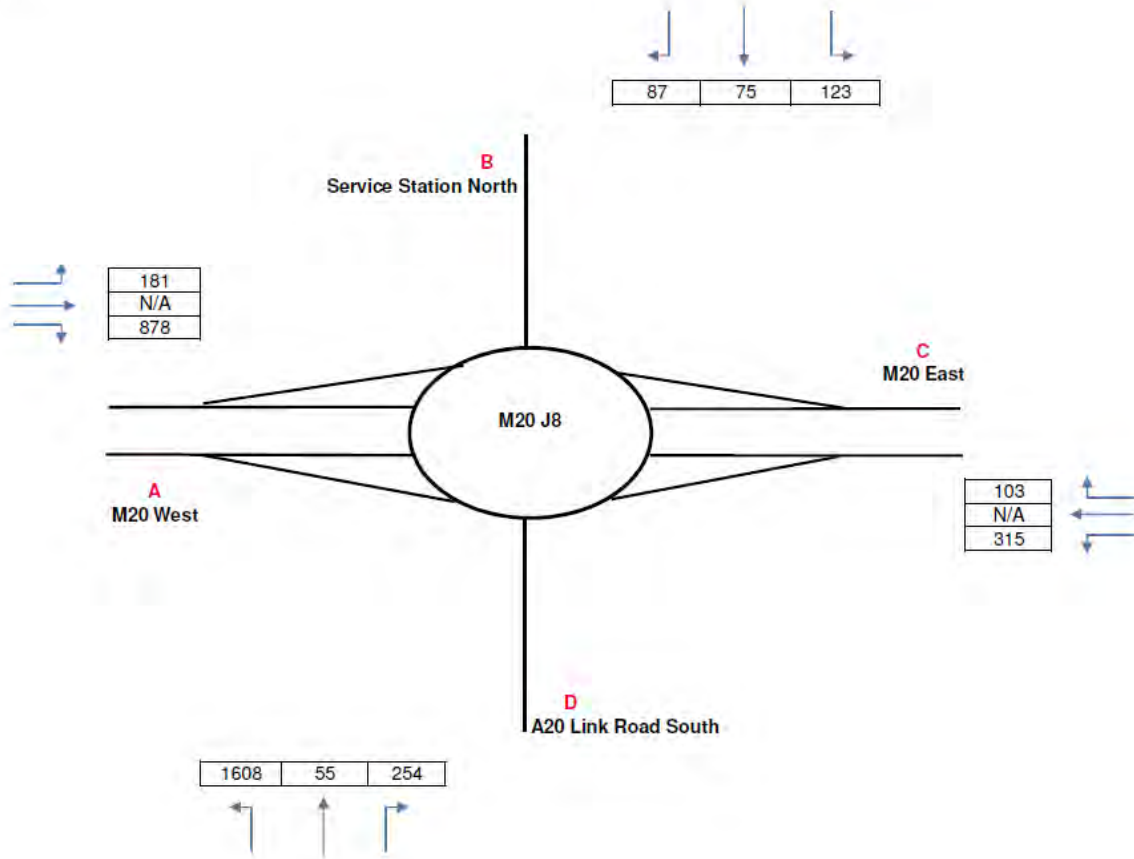 87 75 123
B
Service Station North
181
N/A
878
C
M20 East
M20 J8
A
M20 West
103
N/A
315
D
A20 Link Road South
1608 55 254